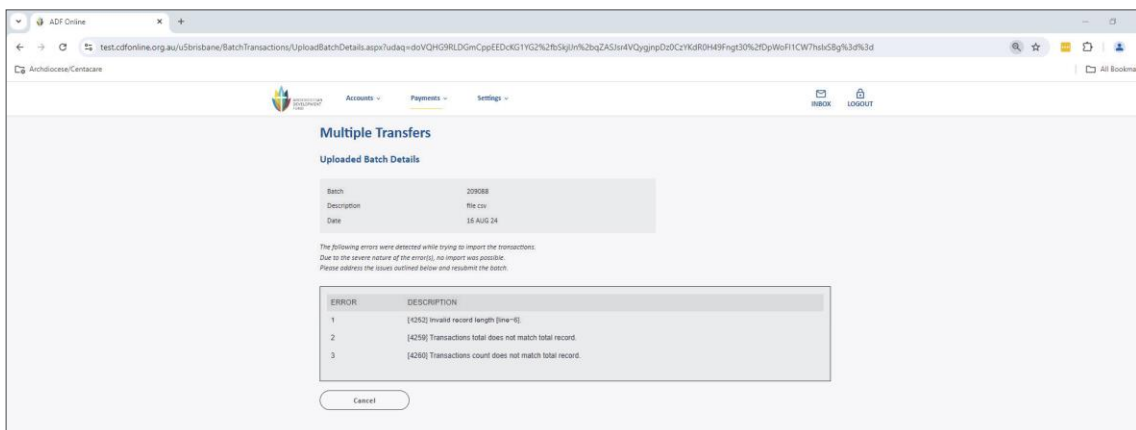 ADF Online
test.cdfonline.org.au/u5brisbane/BatchTransactions/UploadBatchDetails.aspx?udaq=doVQHG9RLDGmCppEEDcKG1YG2%2fbSkjUn%2bqZASJsr4VQygjnpDz0CzYKdR0H49Fngt30%2fDpWoFI1CW7hslxSBg%3d%3d
Archdiocese/Centacare
All Bookma
Accounts Payments Settings INBOX LOGOUT
Multiple Transfers
Uploaded Batch Details
Batch 209088
Description file csv
Date 16 AUG 24
The following errors were detected while trying to import the transactions.
Due to the severe nature of the error(s), no import was possible.
Please address the issues outlined below and resubmit the batch.
ERROR DESCRIPTION
1 [4252] Invalid record length [line=6].
2 [4259] Transactions total does not match total record.
3 [4260] Transactions count does not match total record.
Cancel